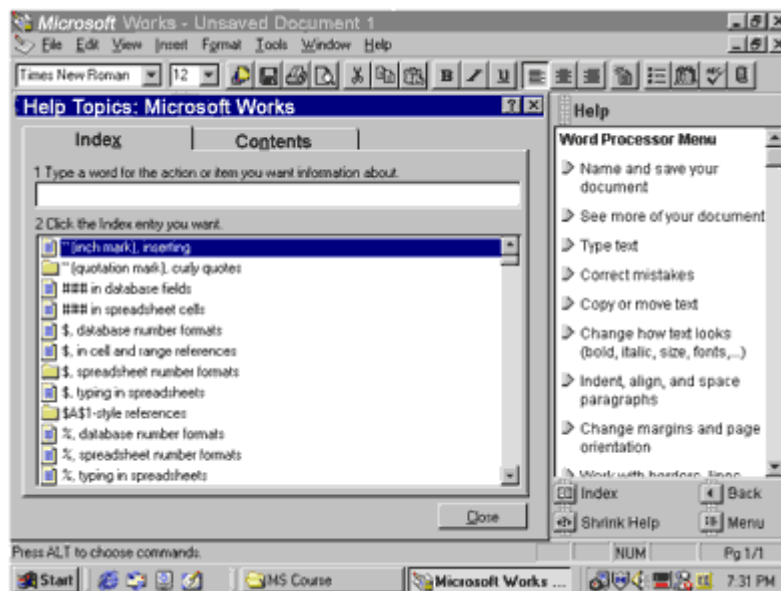 Microsoft Works - Unsaved Document 1
File Edit View Insert Format Tools Window Help
Times New Roman 12 B I U
Help Topics: Microsoft Works
Index Contents
1 Type a word for the action or item you want information about.
2 Click the Index entry you want.
" (inch mark), inserting
" (quotation mark), curly quotes
### in database fields
### in spreadsheet cells
$, database number formats
$, in cell and range references
$, spreadsheet number formats
$, typing in spreadsheets
$A$1-style references
%, database number formats
%, spreadsheet number formats
%, typing in spreadsheets
Close
Help
Word Processor Menu
Name and save your
document
See more of your document
Type text
Correct mistakes
Copy or move text
Change how text looks
(bold, italic, size, fonts,...)
Indent, align, and space
paragraphs
Change margins and page
orientation
Work with borders, lines
Index Back
Shrink Help Menu
Press ALT to choose commands. NUM Pg 1/1
Start MS Course Microsoft Works ... 7:31 PM